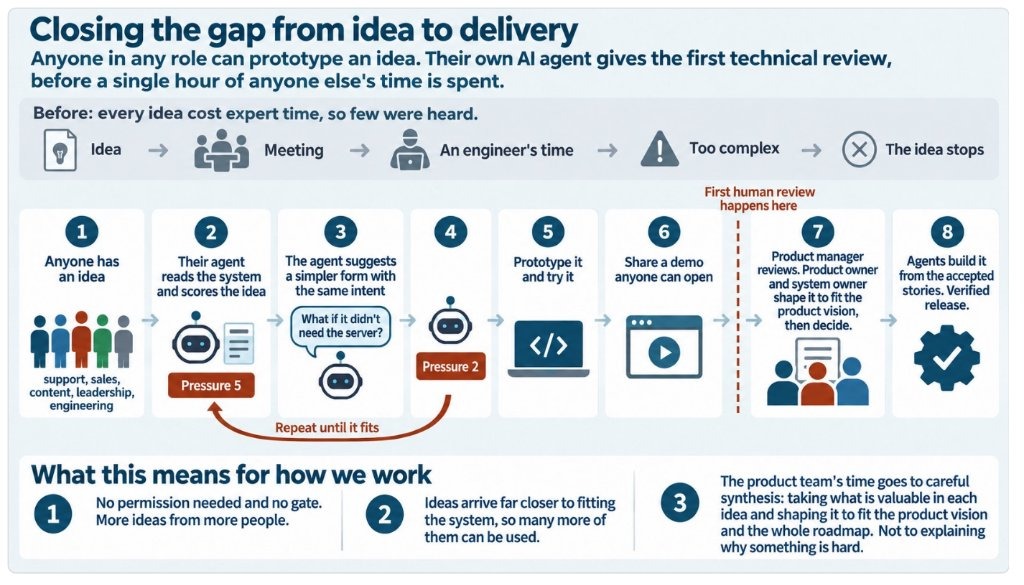 Closing the gap from idea to delivery
Anyone in any role can prototype an idea. Their own AI agent gives the first technical review,
before a single hour of anyone else's time is spent.
Before: every idea cost expert time, so few were heard.
Idea
Meeting
An engineer's time
Too complex
The idea stops
First human review
happens here
1
Anyone has
an idea
support, sales,
content, leadership,
engineering
2
Their agent
reads the system
and scores the idea
Pressure 5
3
The agent suggests
a simpler form with
the same intent
What if it didn't
need the server?
4
Pressure 2
Repeat until it fits
5
Prototype it
and try it
</>
6
Share a demo
anyone can open
7
Product manager
reviews. Product owner
and system owner
shape it to fit the
product vision,
then decide.
8
Agents build it
from the accepted
stories. Verified
release.
What this means for how we work
1
No permission needed and no gate.
More ideas from more people.
2
Ideas arrive far closer to fitting
the system, so many more of
them can be used.
3
The product team's time goes to careful
synthesis: taking what is valuable in each
idea and shaping it to fit the product vision
and the whole roadmap. Not to explaining
why something is hard.